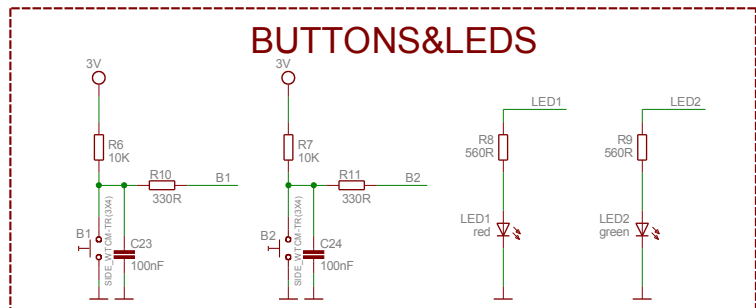 BUTTONS&LEDS
3V
3V
LED1
LED2
R6
10K
R7
10K
R8
560R
R9
560R
R10
B1
330R
R11
B2
330R
B1
SIDE_WTCM-TR(3X4)
C23
100nF
B2
SIDE_WTCM-TR(3X4)
C24
100nF
LED1
red
LED2
green